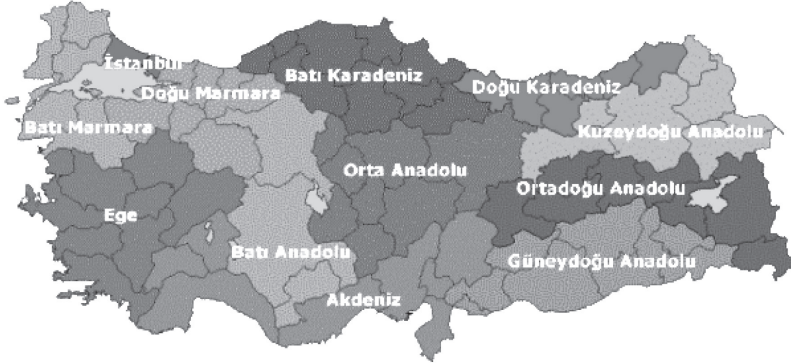 İstanbul
Batı Karadeniz
Doğu Karadeniz
Doğu Marmara
Batı Marmara
Kuzeydoğu Anadolu
Orta Anadolu
Ortadoğu Anadolu
Ege
Batı Anadolu
Güneydoğu Anadolu
Akdeniz